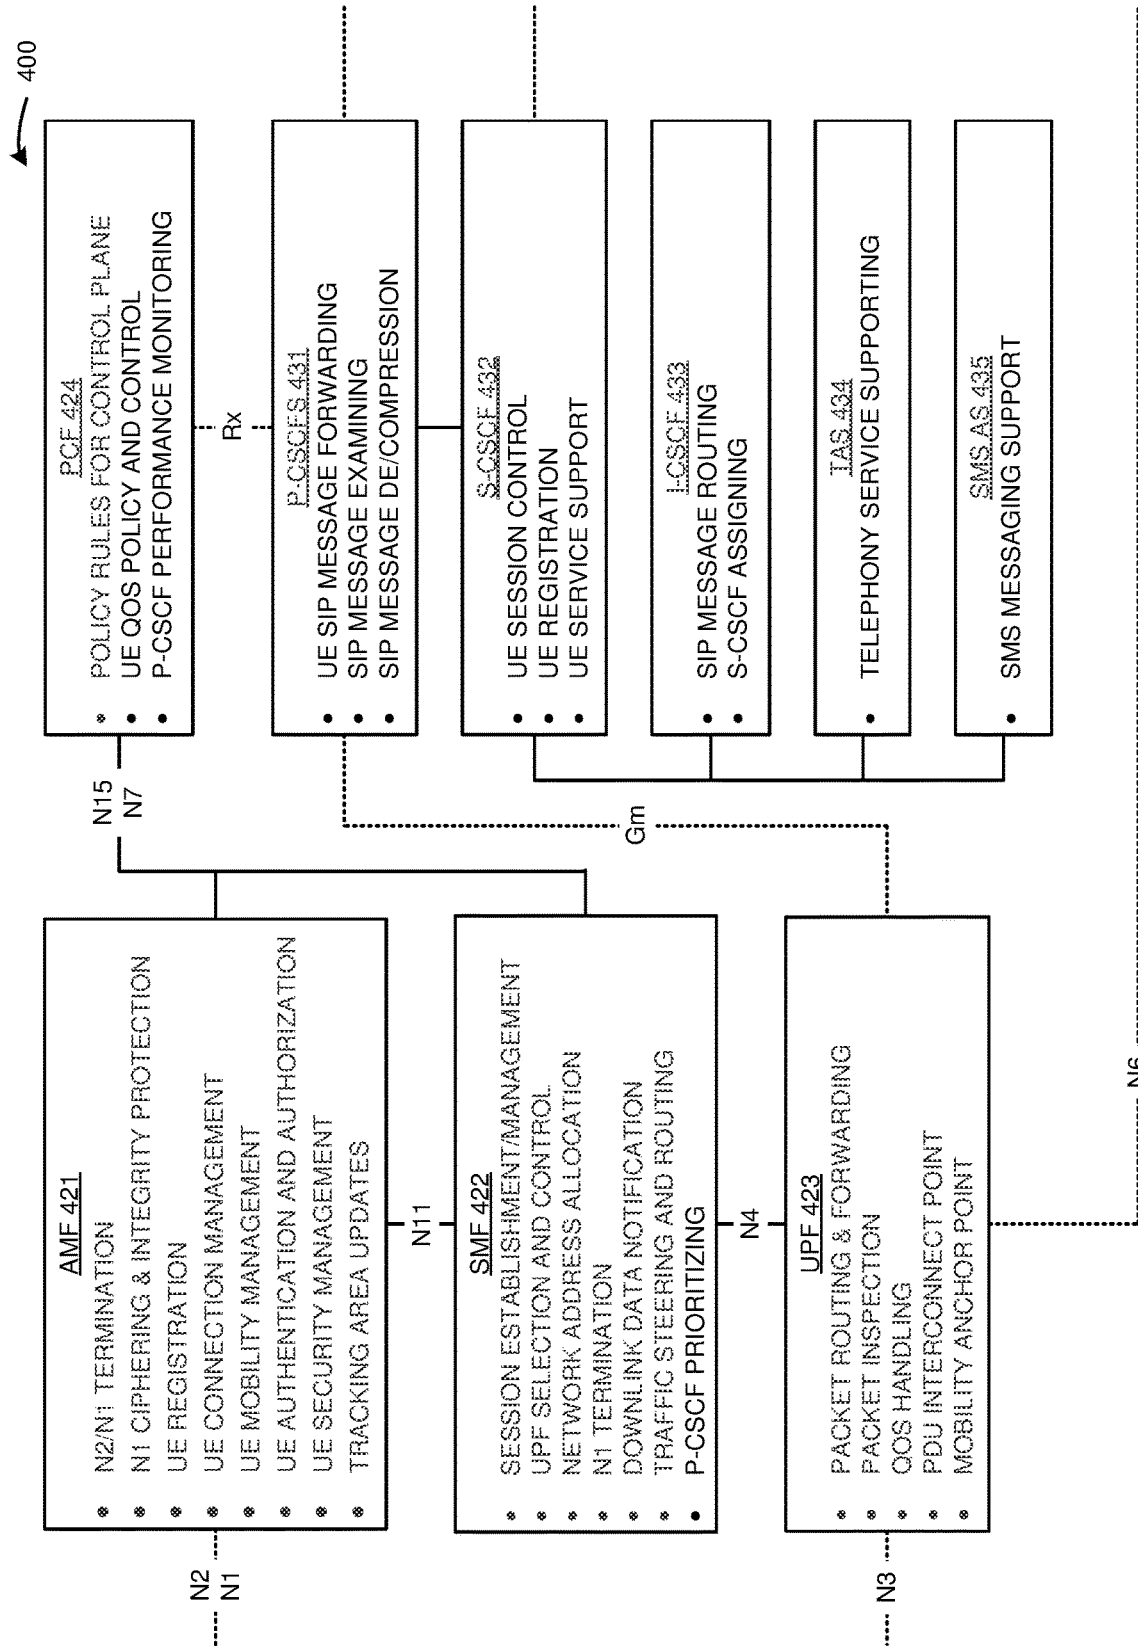 400
AMF 421
• N2/N1 TERMINATION
• N1 CIPHERING & INTEGRITY PROTECTION
• UE REGISTRATION
• UE CONNECTION MANAGEMENT
• UE MOBILITY MANAGEMENT
• UE AUTHENTICATION AND AUTHORIZATION
• UE SECURITY MANAGEMENT
• TRACKING AREA UPDATES
N2
N1
N11
SMF 422
• SESSION ESTABLISHMENT/MANAGEMENT
• UPF SELECTION AND CONTROL
• NETWORK ADDRESS ALLOCATION
• N1 TERMINATION
• DOWNLINK DATA NOTIFICATION
• TRAFFIC STEERING AND ROUTING
• P-CSCF PRIORITIZING
N4
UPF 423
• PACKET ROUTING & FORWARDING
• PACKET INSPECTION
• QOS HANDLING
• PDU INTERCONNECT POINT
• MOBILITY ANCHOR POINT
N3
N6
N15
N7
Gm
PCF 424
• POLICY RULES FOR CONTROL PLANE
• UE QOS POLICY AND CONTROL
• P-CSCF PERFORMANCE MONITORING
Rx
P-CSCFS 431
• UE SIP MESSAGE FORWARDING
• SIP MESSAGE EXAMINING
• SIP MESSAGE DE/COMPRESSION
S-CSCF 432
• UE SESSION CONTROL
• UE REGISTRATION
• UE SERVICE SUPPORT
I-CSCF 433
• SIP MESSAGE ROUTING
• S-CSCF ASSIGNING
TAS 434
• TELEPHONY SERVICE SUPPORTING
SMS AS 435
• SMS MESSAGING SUPPORT